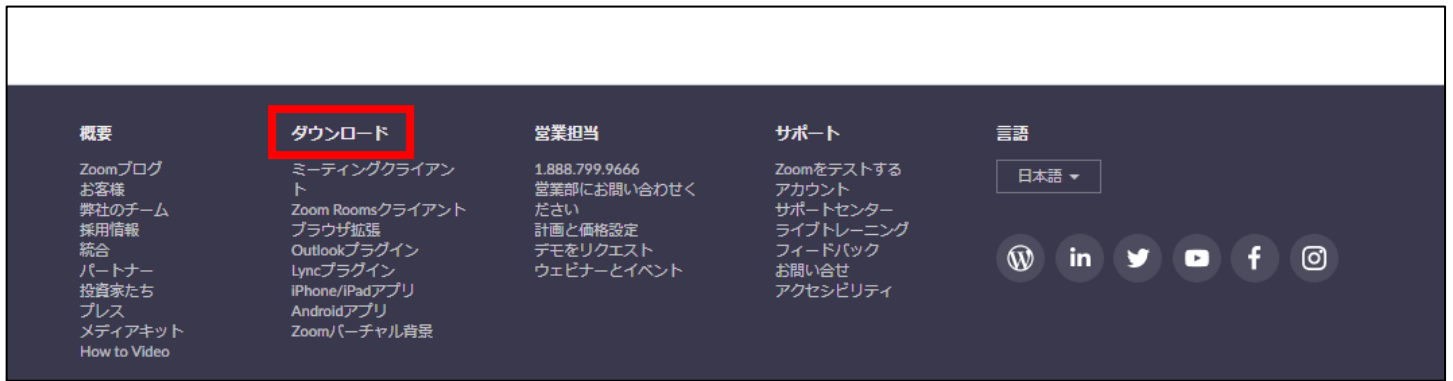 概要
Zoomブログ
お客様
弊社のチーム
採用情報
統合
パートナー
投資家たち
プレス
メディアキット
How to Video
ダウンロード
ミーティングクライアン
ト
Zoom Roomsクライアント
ブラウザ拡張
Outlookプラグイン
Lyncプラグイン
iPhone/iPadアプリ
Androidアプリ
Zoomバーチャル背景
営業担当
1.888.799.9666
営業部にお問い合わせく
ださい
計画と価格設定
デモをリクエスト
ウェビナーとイベント
サポート
Zoomをテストする
アカウント
サポートセンター
ライブトレーニング
フィードバック
お問い合せ
アクセシビリティ
言語
日本語
in
f